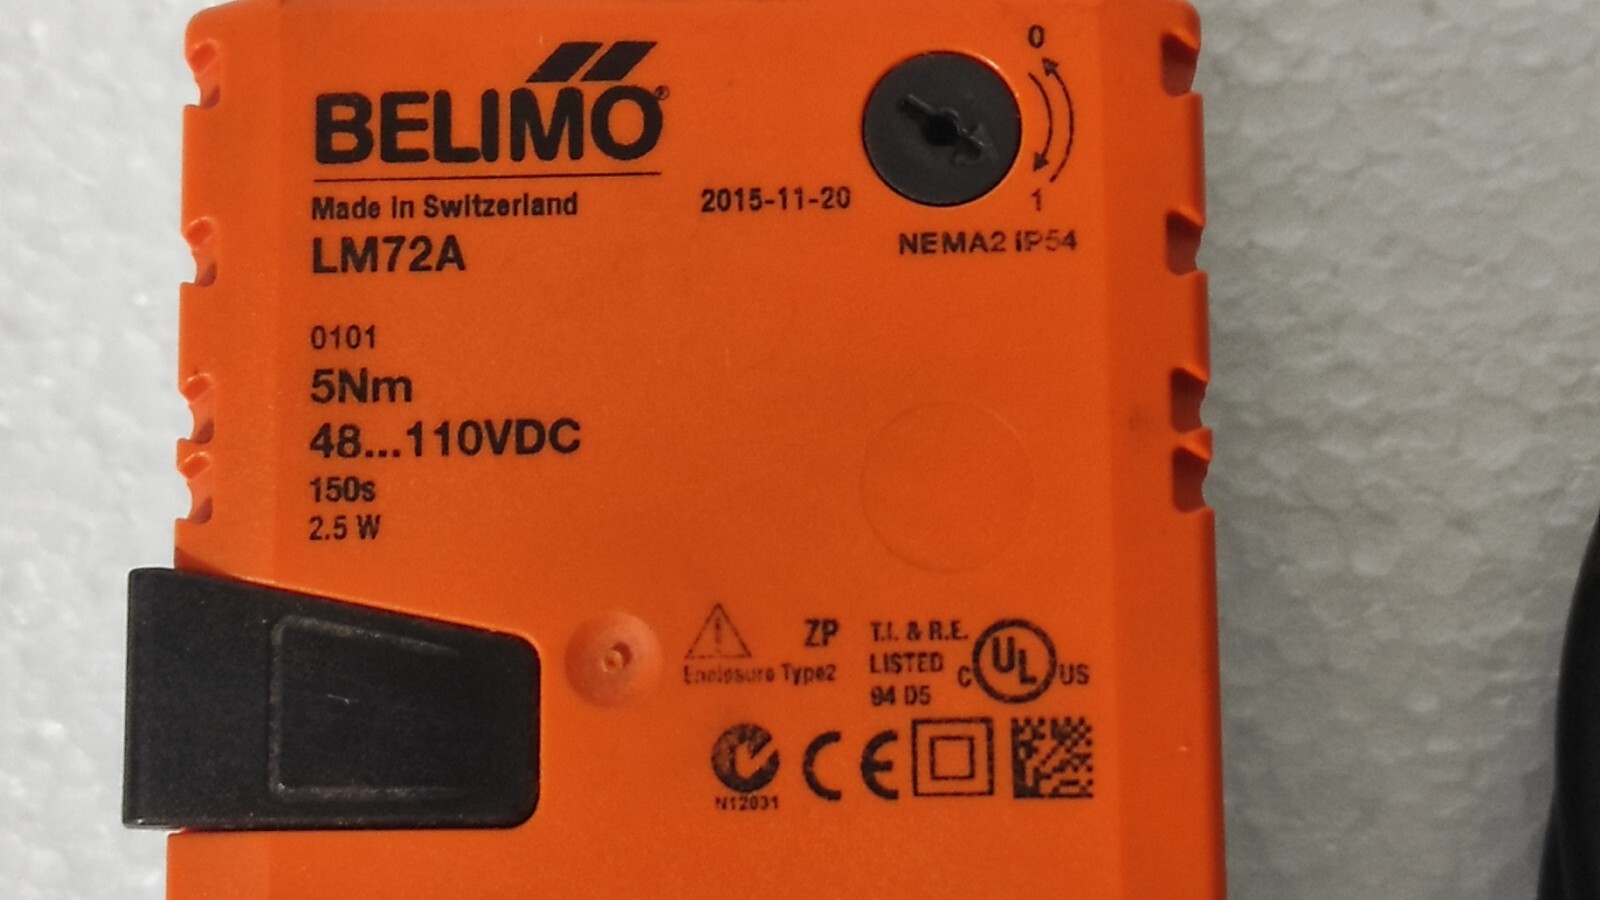 BELIMO®
Made in Switzerland
LM72A
2015-11-20
0
1
NEMA2 IP54
0101
5Nm
48...110VDC
150s
2.5 W
Enclosure Type2
ZP
T.I. & R.E.
LISTED
94 D5
C UL US
N12031
CE